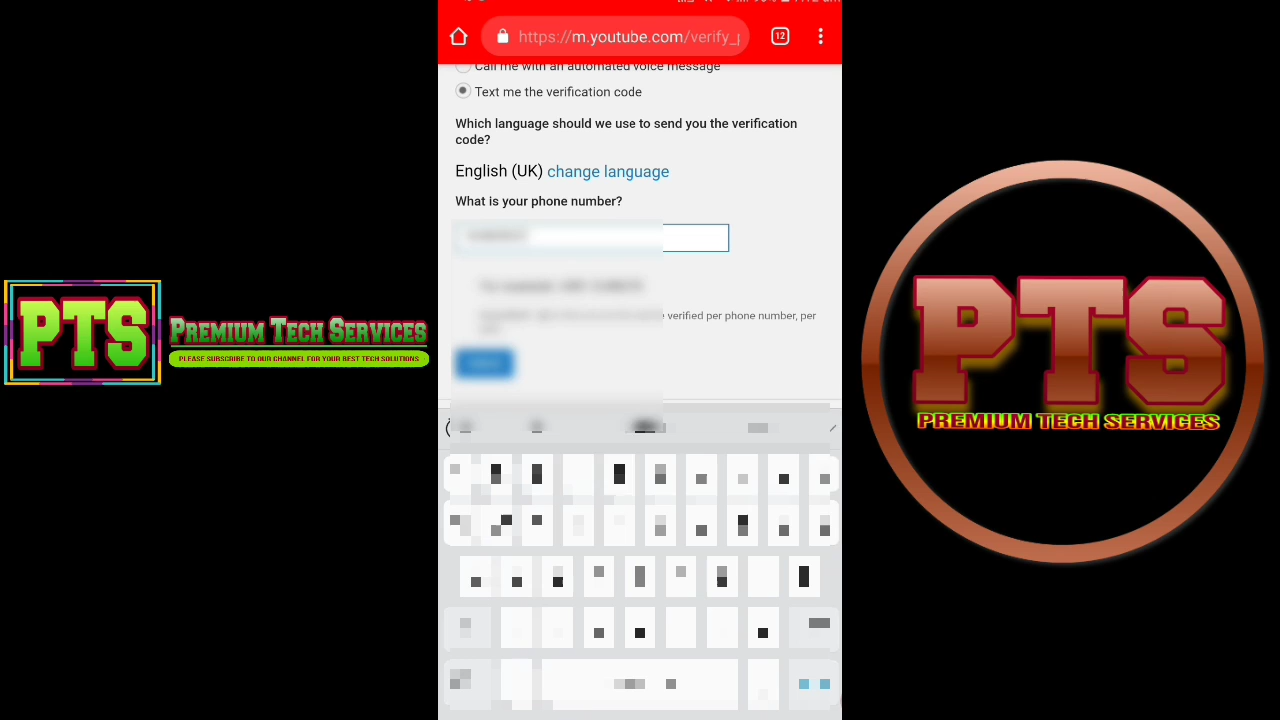 https://m.youtube.com/verify_p
12
Call me with an automated voice message
Text me the verification code
Which language should we use to send you the verification
code?
English (UK) change language
What is your phone number?
verified per phone number, per
PTS
PREMIUM TECH SERVICES
PLEASE SUBSCRIBE TO OUR CHANNEL FOR YOUR BEST TECH SOLUTIONS
PTS
PREMIUM TECH SERVICES